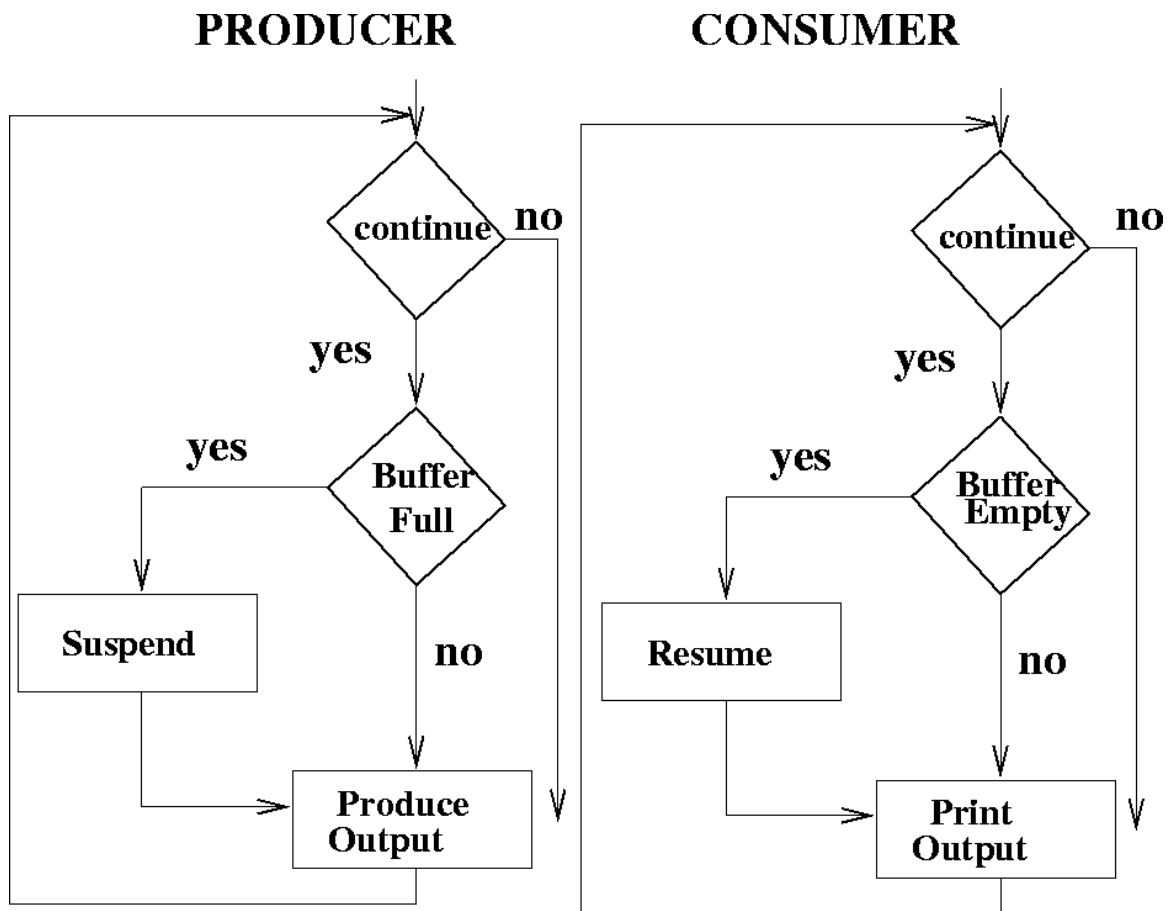 PRODUCER
CONSUMER
continue
no
yes
Buffer
Full
yes
Suspend
no
Produce
Output
continue
no
yes
Buffer
Empty
yes
Resume
no
Print
Output